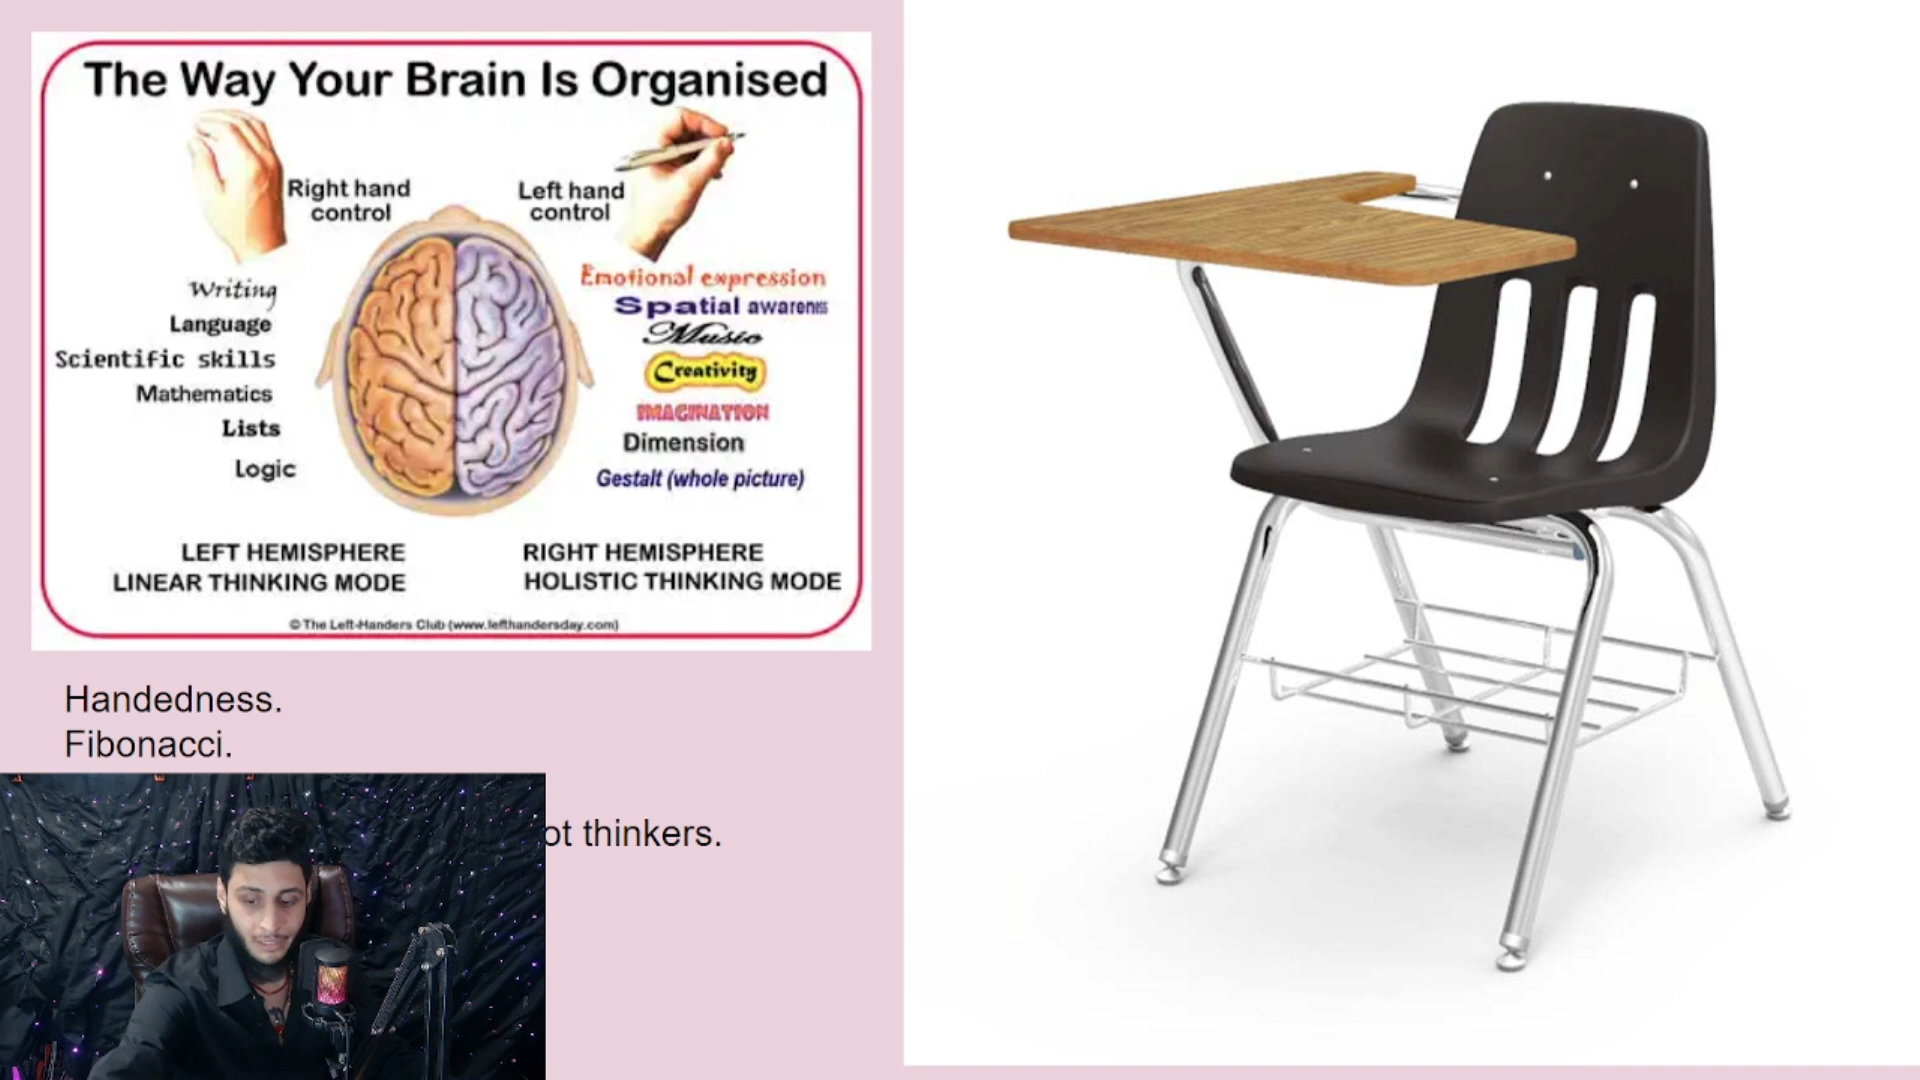 The Way Your Brain Is Organised
Right hand
control
Left hand
control
Writing
Language
Scientific skills
Mathematics
Lists
Logic
Emotional expression
Spatial awareness
Music
Creativity
IMAGINATION
Dimension
Gestalt (whole picture)
LEFT HEMISPHERE
LINEAR THINKING MODE
RIGHT HEMISPHERE
HOLISTIC THINKING MODE
© The Left-Handers Club (www.lefthandersday.com)
Handedness.
Fibonacci.
ot thinkers.